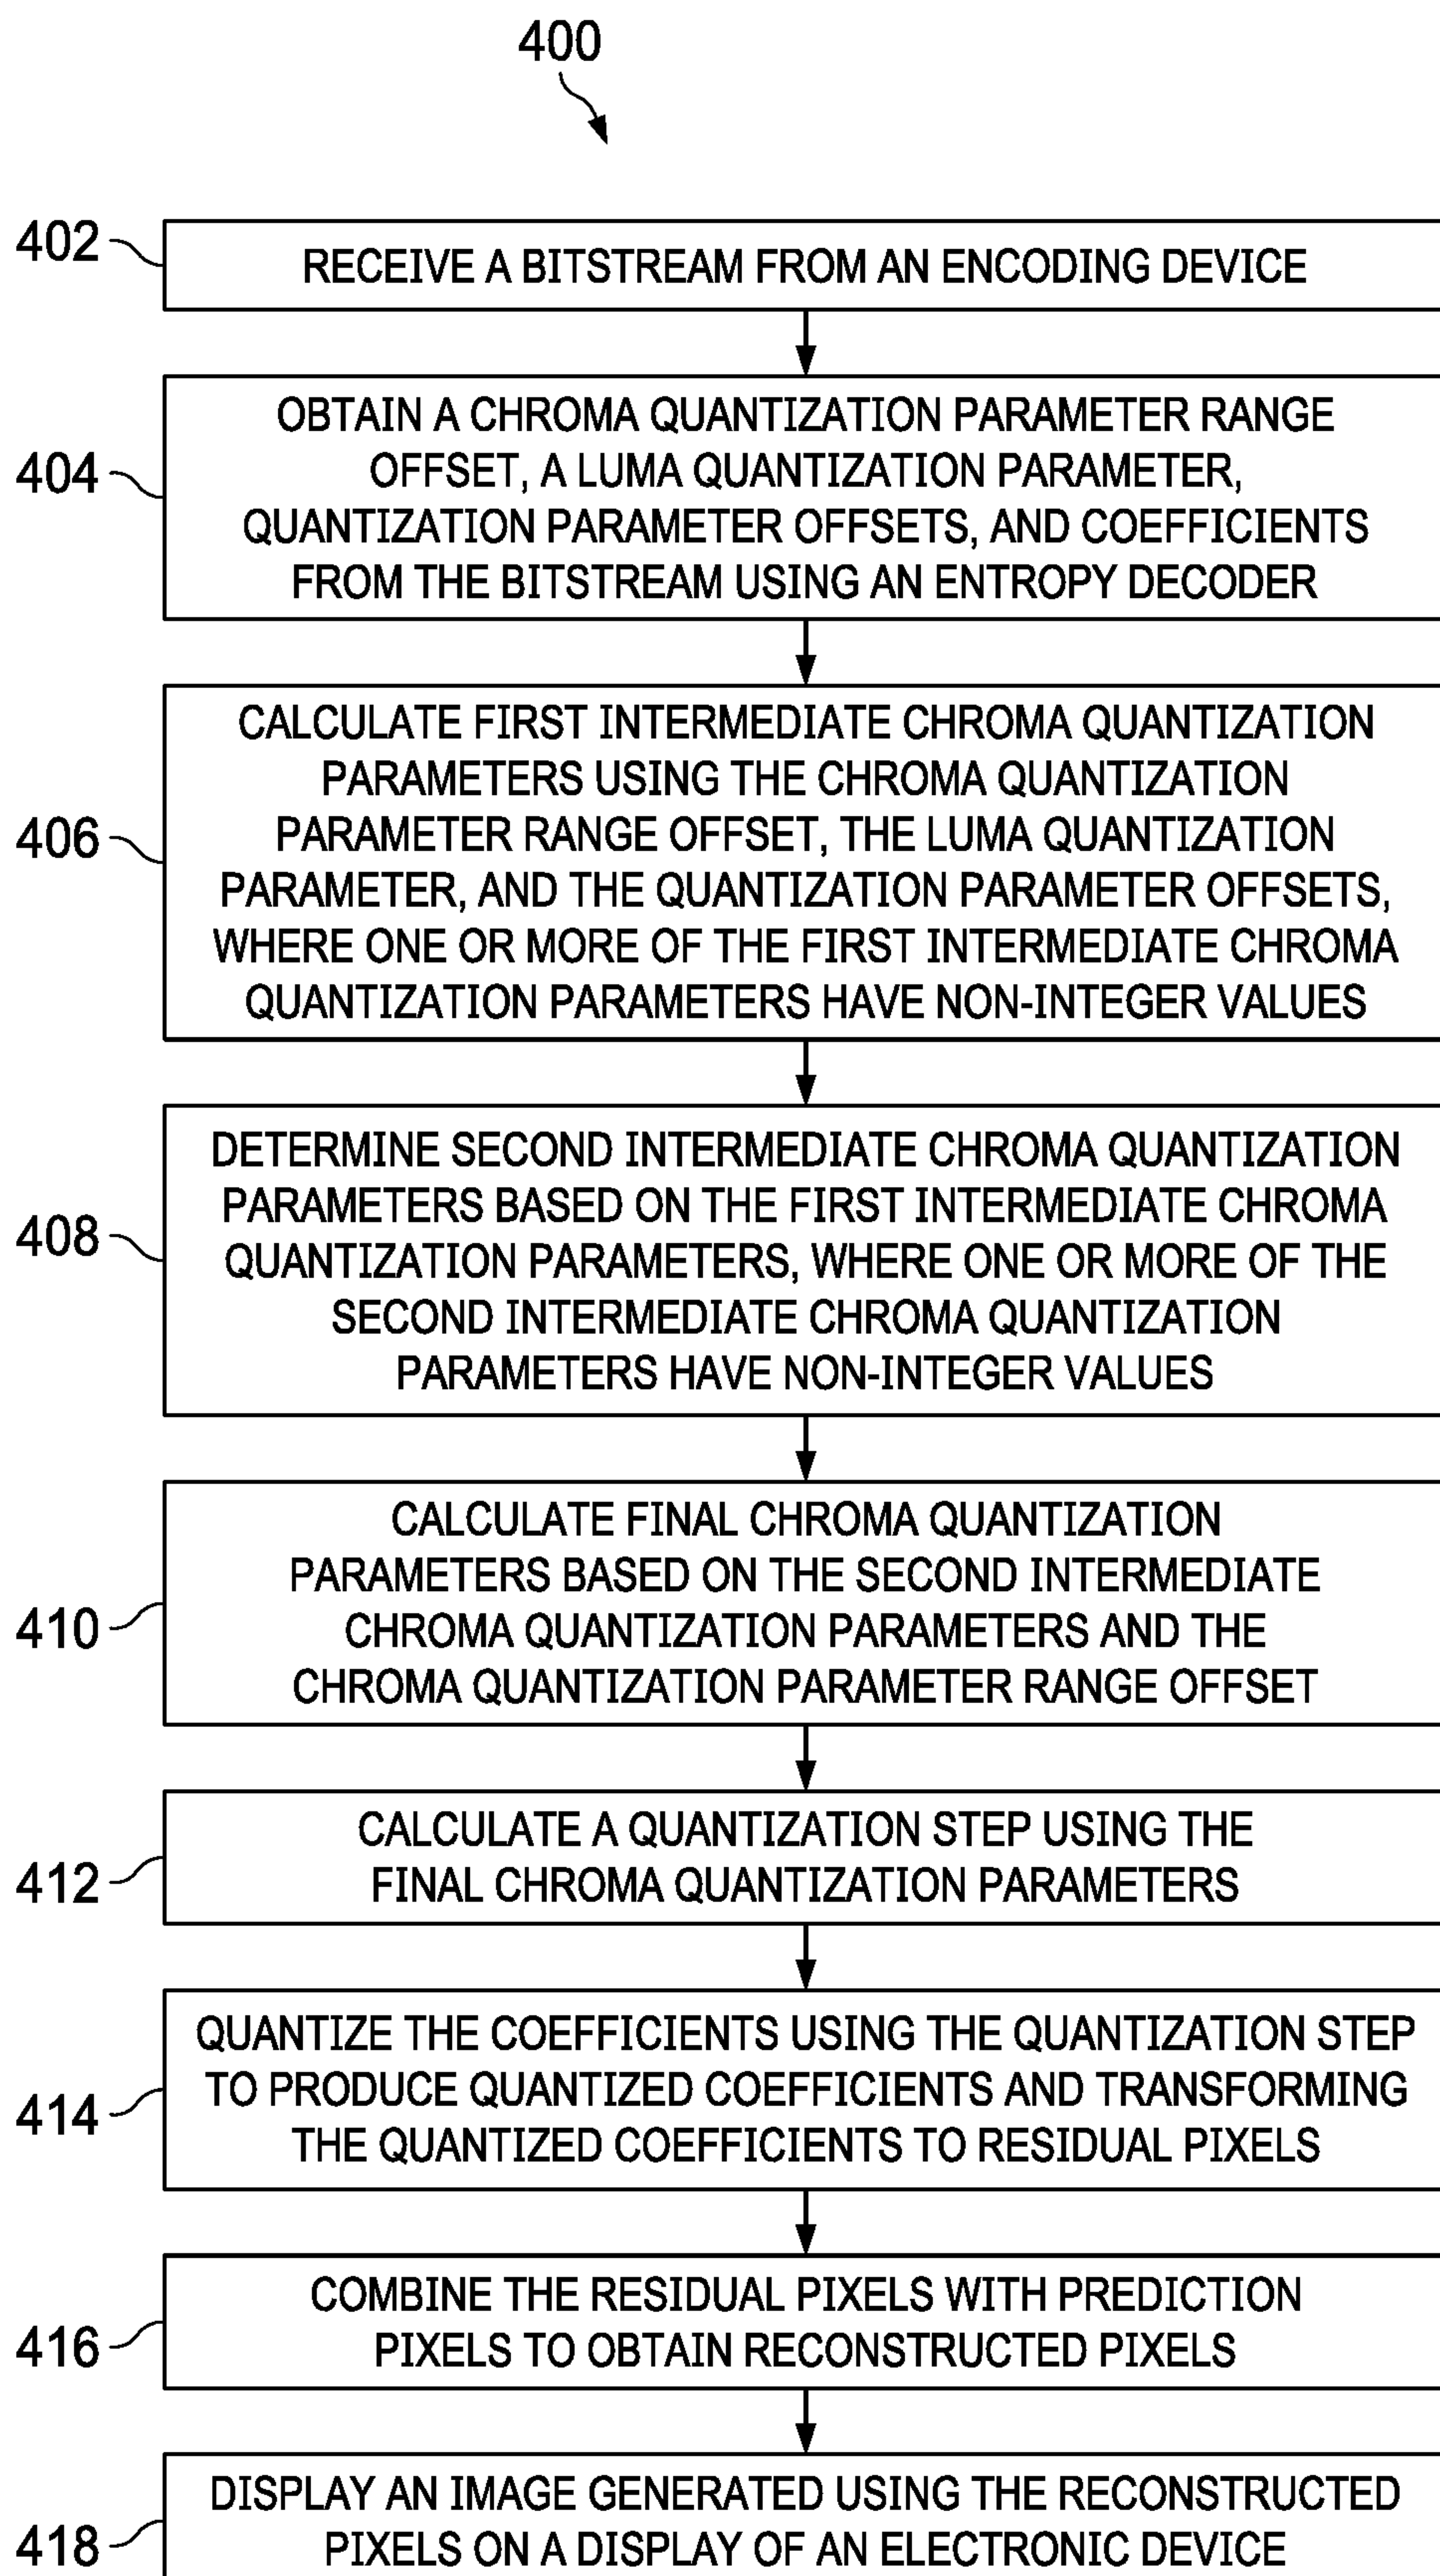 400
402
RECEIVE A BITSTREAM FROM AN ENCODING DEVICE
404
OBTAIN A CHROMA QUANTIZATION PARAMETER RANGE
OFFSET, A LUMA QUANTIZATION PARAMETER,
QUANTIZATION PARAMETER OFFSETS, AND COEFFICIENTS
FROM THE BITSTREAM USING AN ENTROPY DECODER
406
CALCULATE FIRST INTERMEDIATE CHROMA QUANTIZATION
PARAMETERS USING THE CHROMA QUANTIZATION
PARAMETER RANGE OFFSET, THE LUMA QUANTIZATION
PARAMETER, AND THE QUANTIZATION PARAMETER OFFSETS,
WHERE ONE OR MORE OF THE FIRST INTERMEDIATE CHROMA
QUANTIZATION PARAMETERS HAVE NON-INTEGER VALUES
408
DETERMINE SECOND INTERMEDIATE CHROMA QUANTIZATION
PARAMETERS BASED ON THE FIRST INTERMEDIATE CHROMA
QUANTIZATION PARAMETERS, WHERE ONE OR MORE OF THE
SECOND INTERMEDIATE CHROMA QUANTIZATION
PARAMETERS HAVE NON-INTEGER VALUES
410
CALCULATE FINAL CHROMA QUANTIZATION
PARAMETERS BASED ON THE SECOND INTERMEDIATE
CHROMA QUANTIZATION PARAMETERS AND THE
CHROMA QUANTIZATION PARAMETER RANGE OFFSET
412
CALCULATE A QUANTIZATION STEP USING THE
FINAL CHROMA QUANTIZATION PARAMETERS
414
QUANTIZE THE COEFFICIENTS USING THE QUANTIZATION STEP
TO PRODUCE QUANTIZED COEFFICIENTS AND TRANSFORMING
THE QUANTIZED COEFFICIENTS TO RESIDUAL PIXELS
416
COMBINE THE RESIDUAL PIXELS WITH PREDICTION
PIXELS TO OBTAIN RECONSTRUCTED PIXELS
418
DISPLAY AN IMAGE GENERATED USING THE RECONSTRUCTED
PIXELS ON A DISPLAY OF AN ELECTRONIC DEVICE